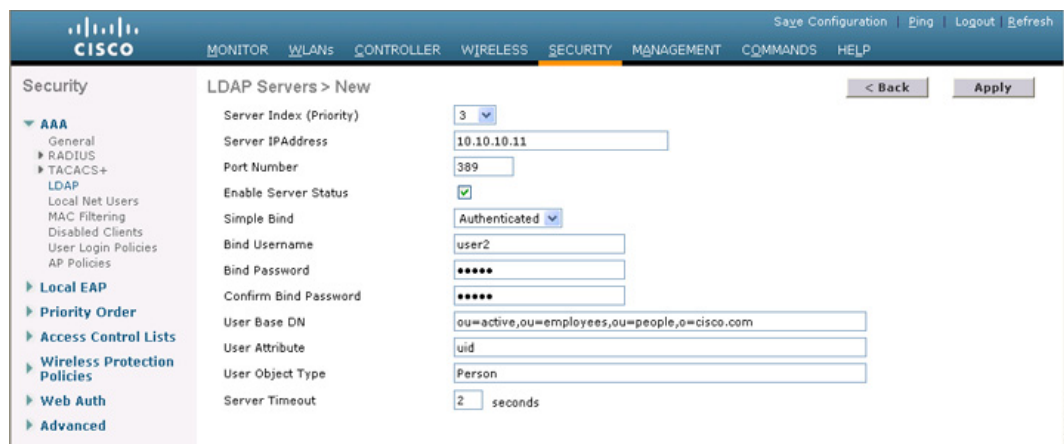 Save Configuration | Ping | Logout | Refresh
CISCO
MONITOR WLANs CONTROLLER WIRELESS SECURITY MANAGEMENT COMMANDS HELP
Security
AAA
General
RADIUS
TACACS+
LDAP
Local Net Users
MAC Filtering
Disabled Clients
User Login Policies
AP Policies
Local EAP
Priority Order
Access Control Lists
Wireless Protection
Policies
Web Auth
Advanced
LDAP Servers > New
< Back Apply
Server Index (Priority) 3
Server IPAddress 10.10.10.11
Port Number 389
Enable Server Status
Simple Bind Authenticated
Bind Username user2
Bind Password •••••
Confirm Bind Password •••••
User Base DN ou=active,ou=employees,ou=people,o=cisco.com
User Attribute uid
User Object Type Person
Server Timeout 2 seconds